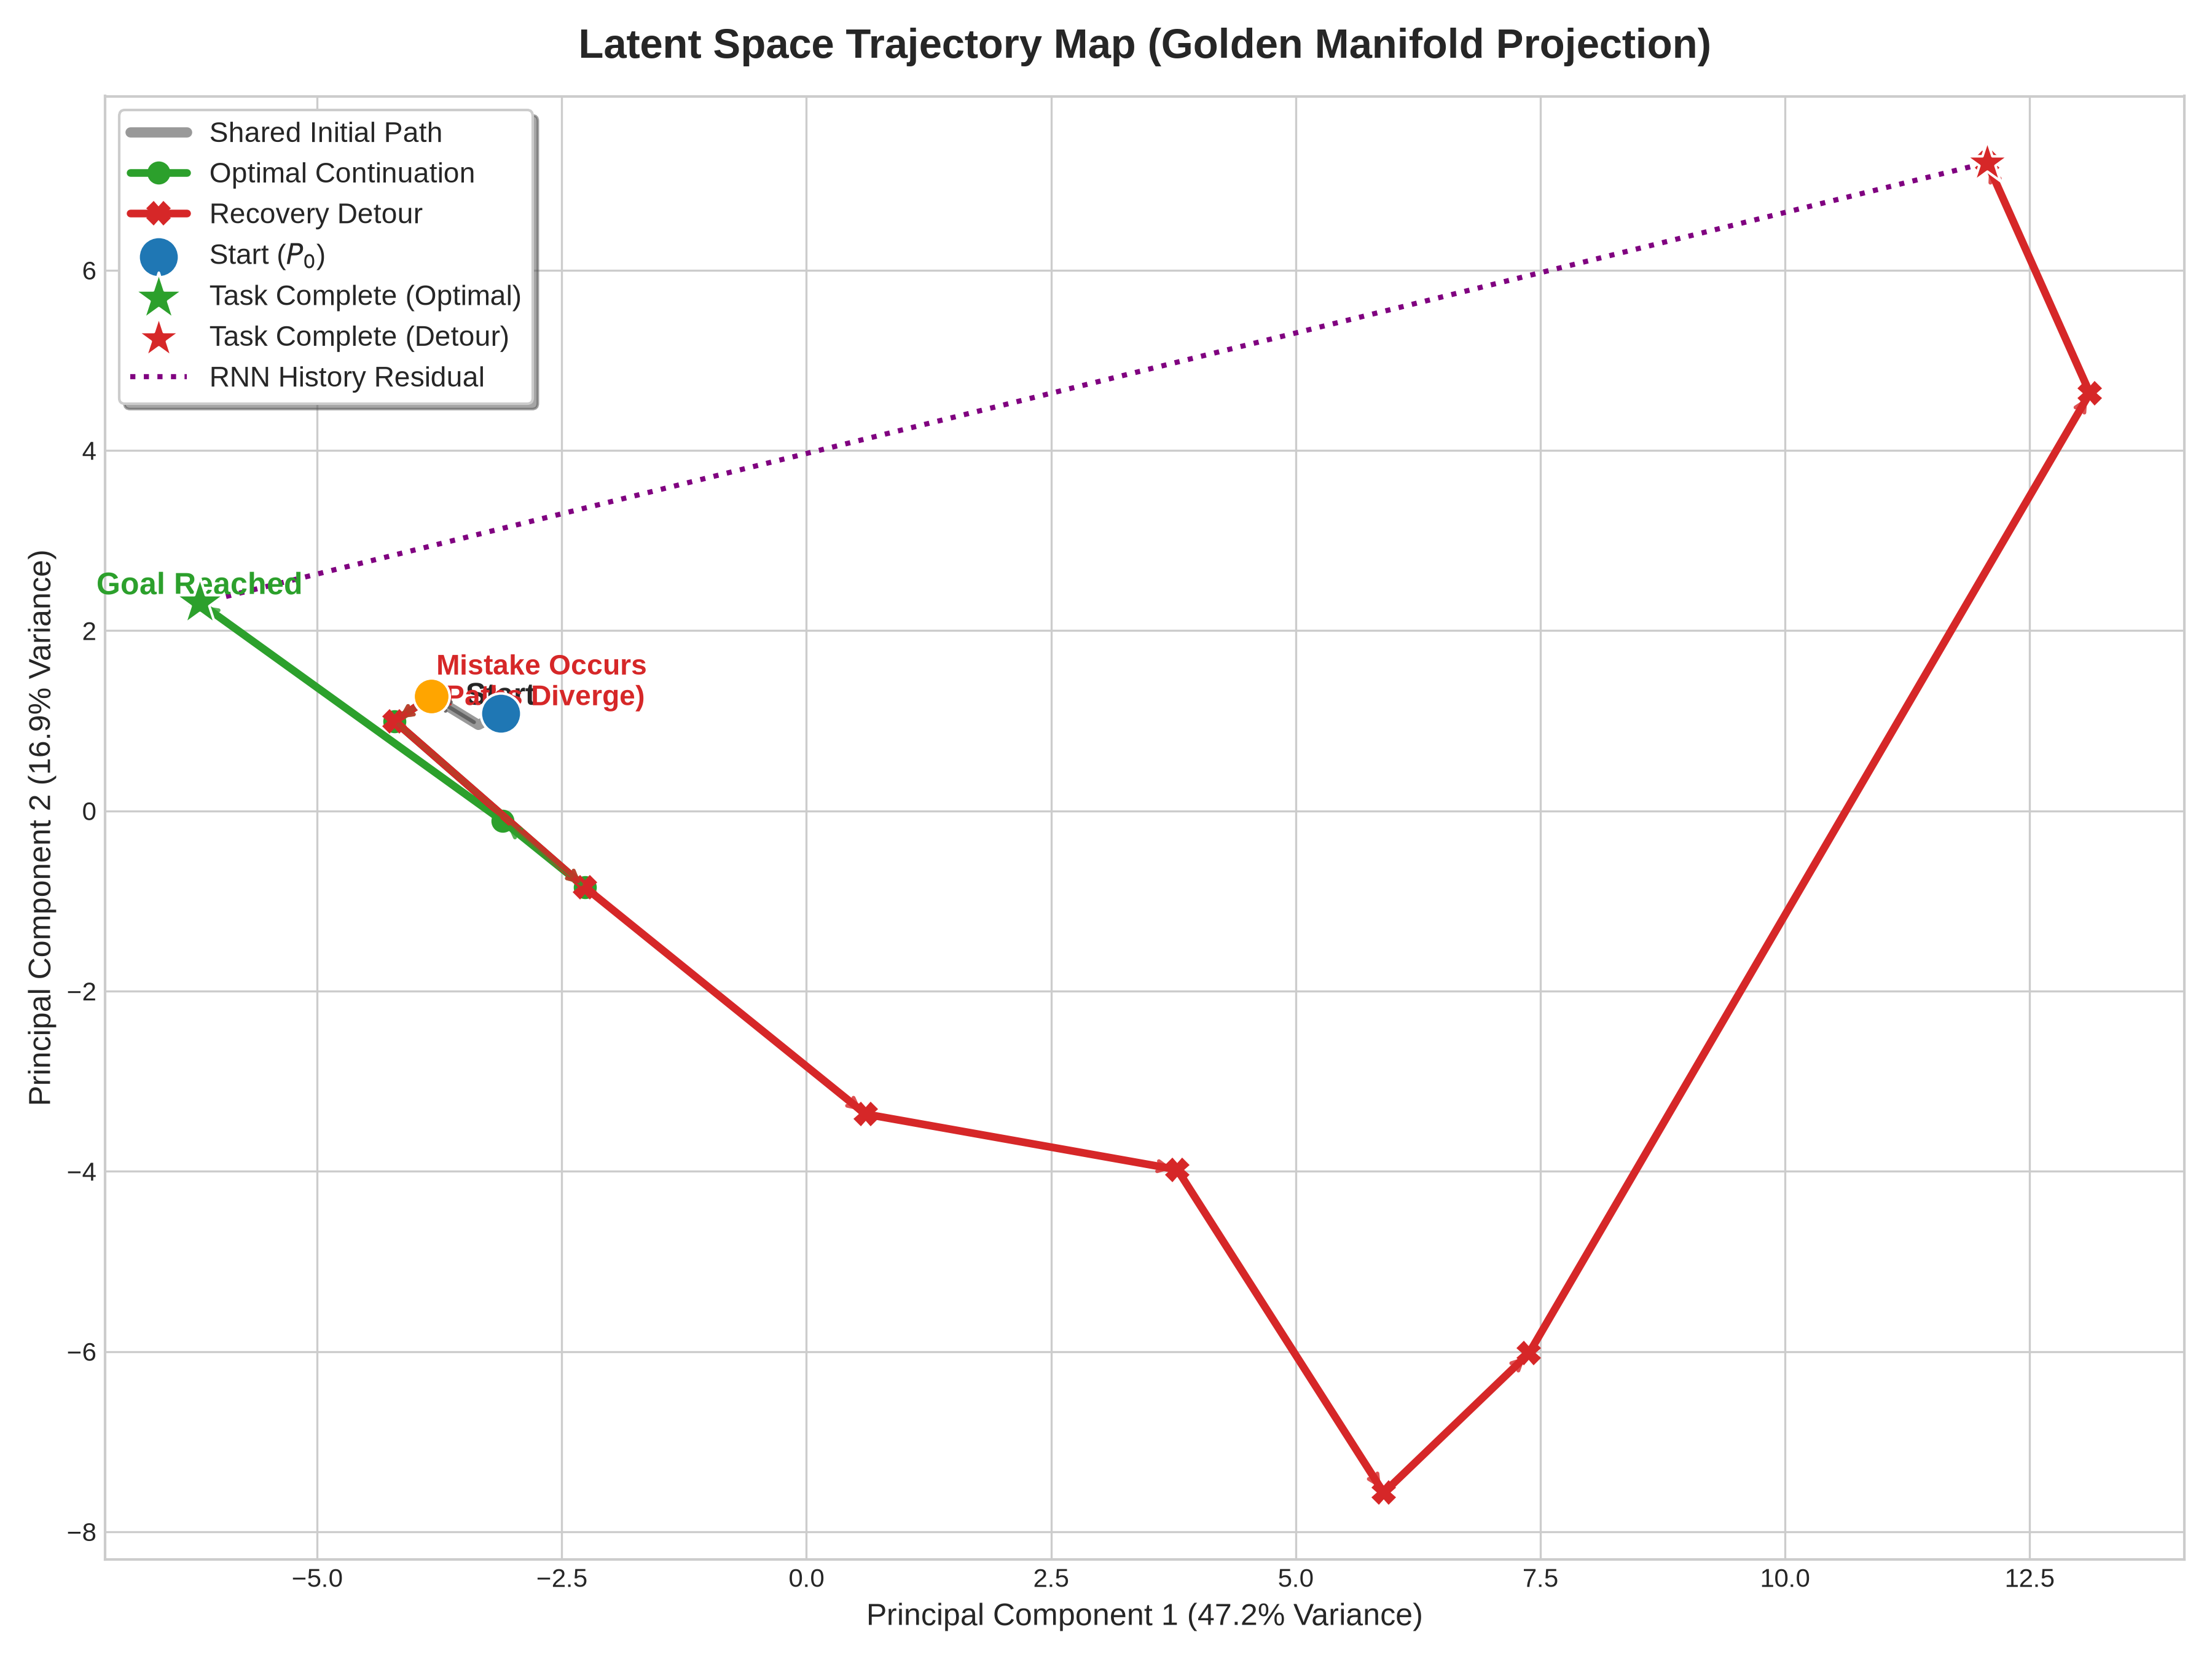 Latent Space Trajectory Map (Golden Manifold Projection)
Shared Initial Path
Optimal Continuation
Recovery Detour
Start (P₀)
Task Complete (Optimal)
Task Complete (Detour)
RNN History Residual
Goal Reached
Mistake Occurs
(Paths Diverge)
Start
6
4
2
0
−2
−4
−6
−8
−5.0
−2.5
0.0
2.5
5.0
7.5
10.0
12.5
Principal Component 1 (47.2% Variance)
Principal Component 2 (16.9% Variance)